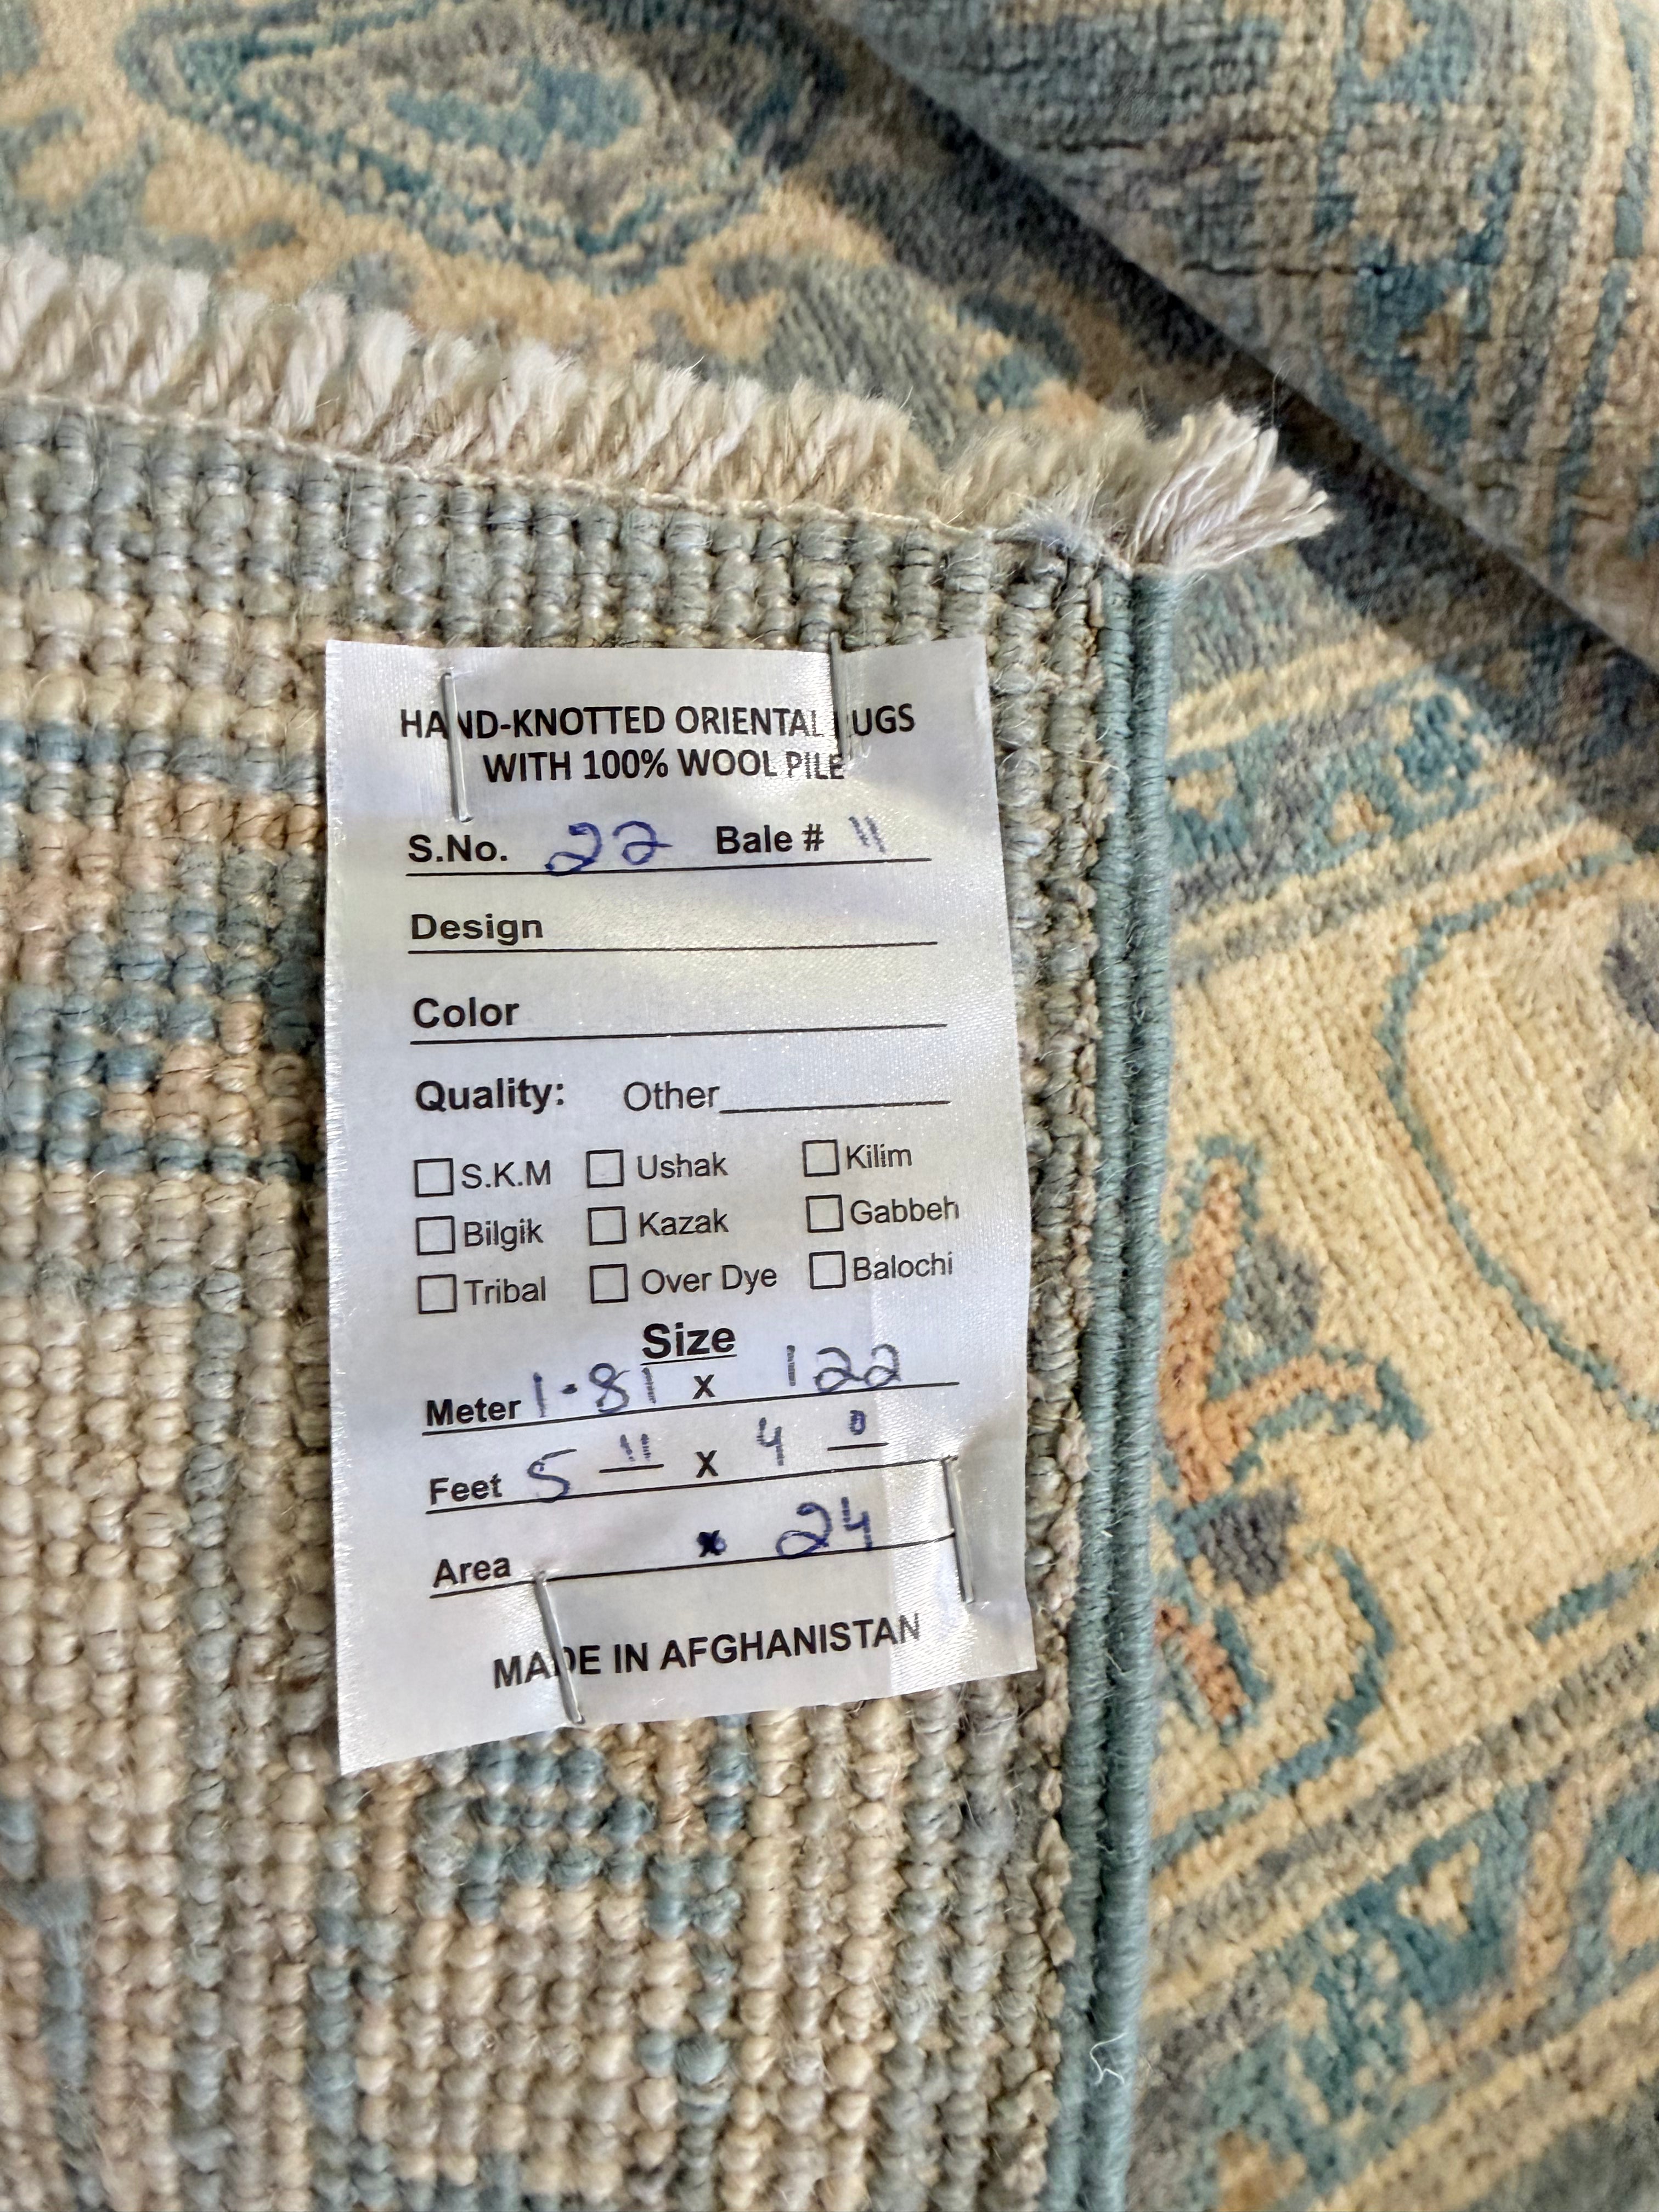 HAND-KNOTTED ORIENTAL RUGS
WITH 100% WOOL PILE
S.No. 22 Bale # 11
Design
Color
Quality: Other
S.K.M Ushak Kilim
Bilgik Kazak Gabbeh
Tribal Over Dye Balochi
Size
Meter 1.81 x 122
Feet 5 11 x 4 0
Area 24
MADE IN AFGHANISTAN